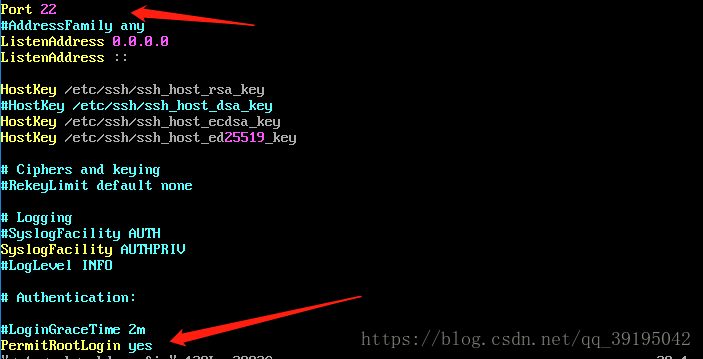 Port 22
#AddressFamily any
ListenAddress 0.0.0.0
ListenAddress ::
HostKey /etc/ssh/ssh_host_rsa_key
#HostKey /etc/ssh/ssh_host_dsa_key
HostKey /etc/ssh/ssh_host_ecdsa_key
HostKey /etc/ssh/ssh_host_ed25519_key
# Ciphers and keying
#RekeyLimit default none
# Logging
#SyslogFacility AUTH
SyslogFacility AUTHPRIV
#LogLevel INFO
# Authentication:
#LoginGraceTime 2m
PermitRootLogin yes
https://blog.csdn.net/qq_39195042